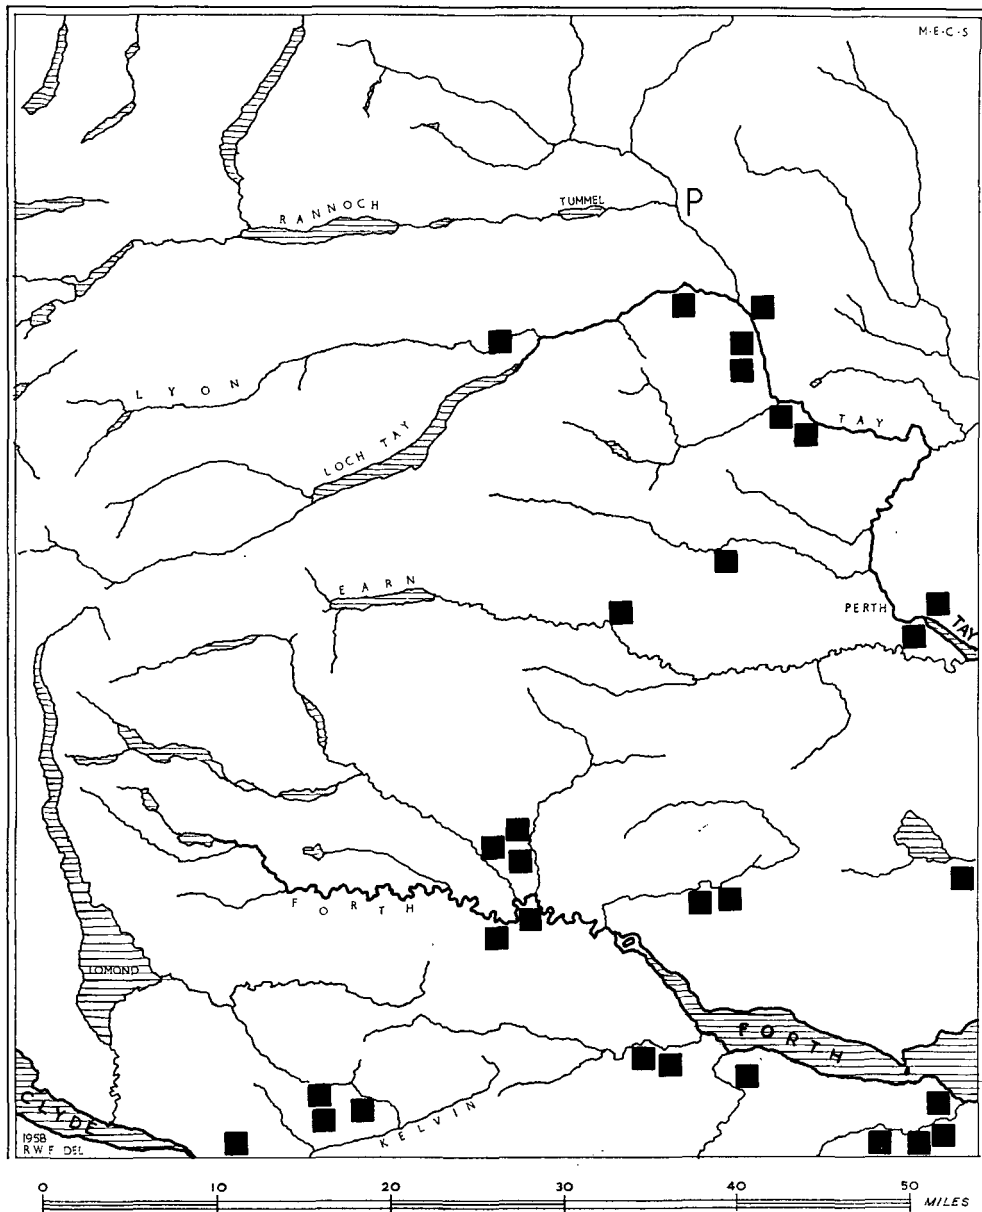 M·E·C·S
RANNOCH
TUMMEL
P
LYON
LOCH TAY
TAY
EARN
PERTH
TAY
FORTH
LOMOND
FORTH
CLYDE
KELVIN
1958
R W F DEL
0 10 20 30 40 50 MILES